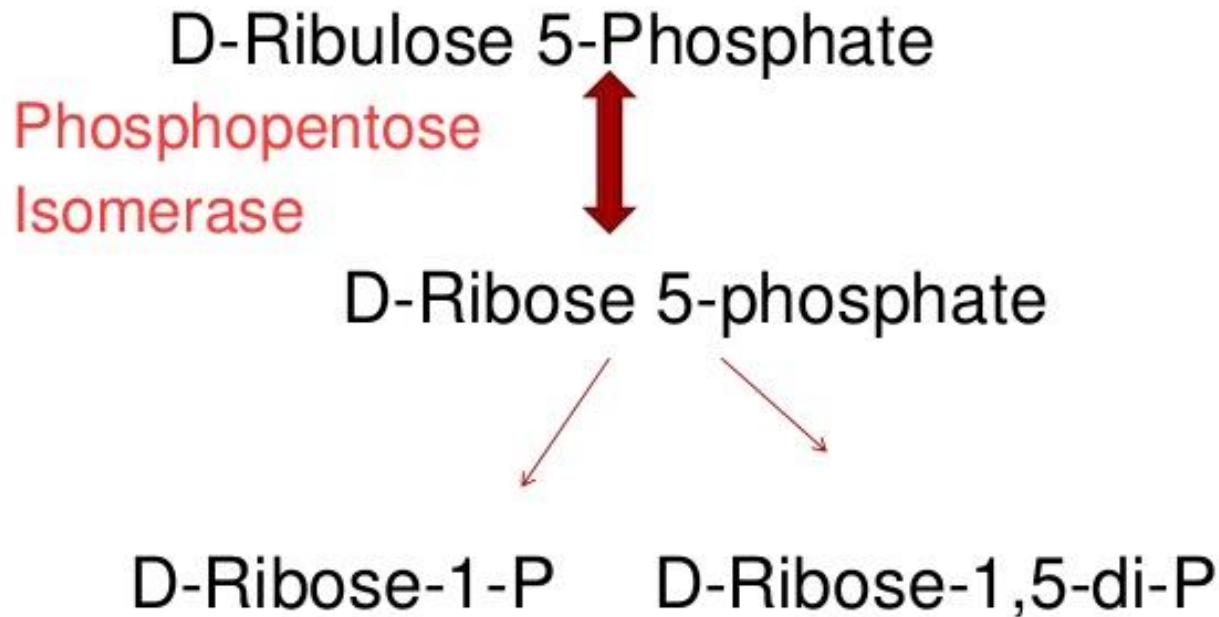 D-Ribulose 5-Phosphate
Phosphopentose
Isomerase
D-Ribose 5-phosphate
D-Ribose-1-P
D-Ribose-1,5-di-P